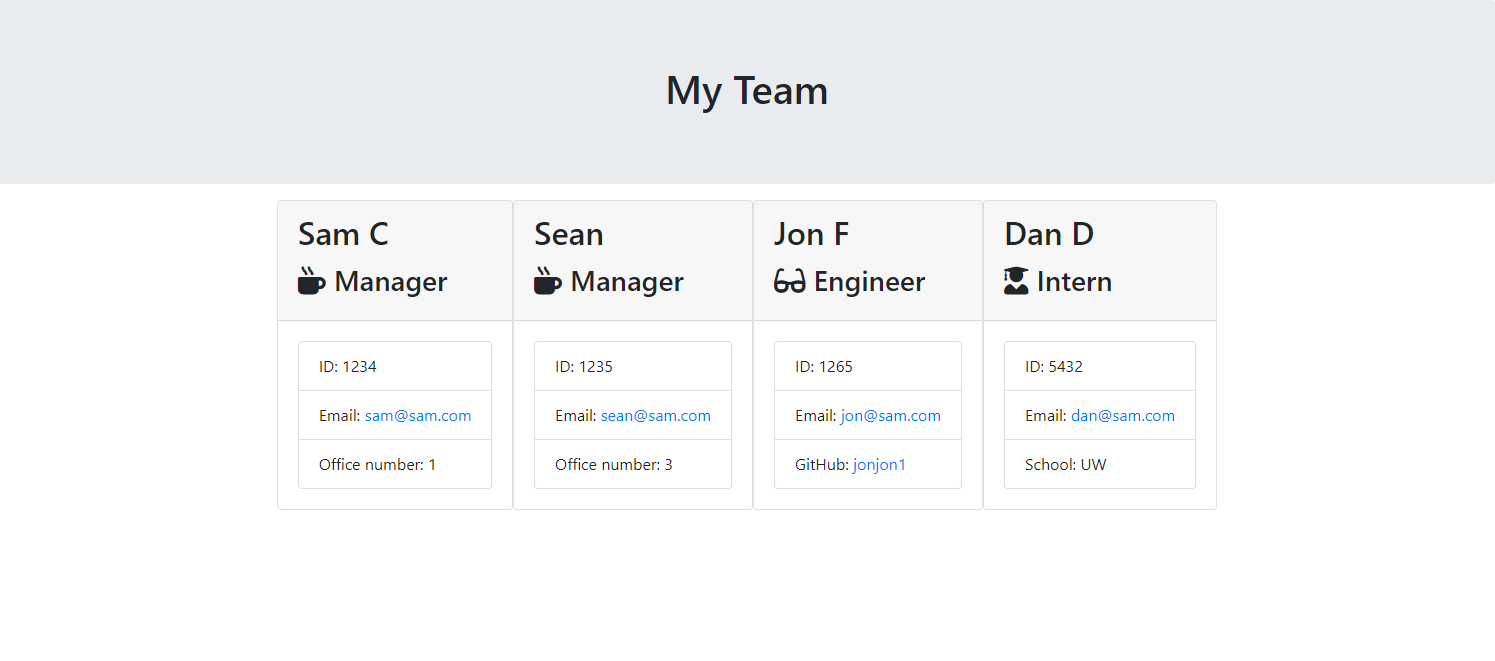 My Team
Sam C
Manager
ID: 1234
Email: sam@sam.com
Office number: 1
Sean
Manager
ID: 1235
Email: sean@sam.com
Office number: 3
Jon F
Engineer
ID: 1265
Email: jon@sam.com
GitHub: jonjon1
Dan D
Intern
ID: 5432
Email: dan@sam.com
School: UW